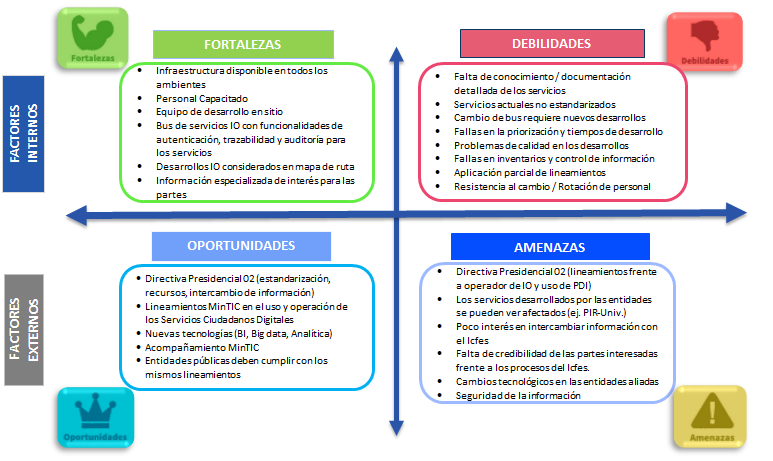 Fortalezas
FORTALEZAS
DEBILIDADES
Debilidades
FACTORES
INTERNOS
• Infraestructura disponible en todos los
ambientes
• Personal Capacitado
• Equipo de desarrollo en sitio
• Bus de servicios IO con funcionalidades de
autenticación, trazabilidad y auditoría para
los servicios
• Desarrollos IO considerados en mapa de ruta
• Información especializada de interés para las
partes
• Falta de conocimiento / documentación
detallada de los servicios
• Servicios actuales no estandarizados
• Cambio de bus requiere nuevos desarrollos
• Fallas en la priorización y tiempos de desarrollo
• Problemas de calidad en los desarrollos
• Fallas en inventarios y control de información
• Aplicación parcial de lineamientos
• Resistencia al cambio / Rotación de personal
OPORTUNIDADES
AMENAZAS
FACTORES
EXTERNOS
• Directiva Presidencial 02 (estandarización,
recursos, intercambio de información)
• Lineamientos MinTIC en el uso y operación de
los Servicios Ciudadanos Digitales
• Nuevas tecnologías (BI, Big data, Analítica)
• Acompañamiento MinTIC
• Entidades públicas deben cumplir con los
mismos lineamientos
• Directiva Presidencial 02 (lineamientos frente
a operador de IO y uso de PDI)
• Los servicios desarrollados por las entidades
se pueden ver afectados (ej. PIR-Univ.)
• Poco interés en intercambiar información con
el Icfes
• Falta de credibilidad de las partes interesadas
frente a los procesos del Icfes.
• Cambios tecnológicos en las entidades aliadas
• Seguridad de la información
Oportunidades
Amenazas